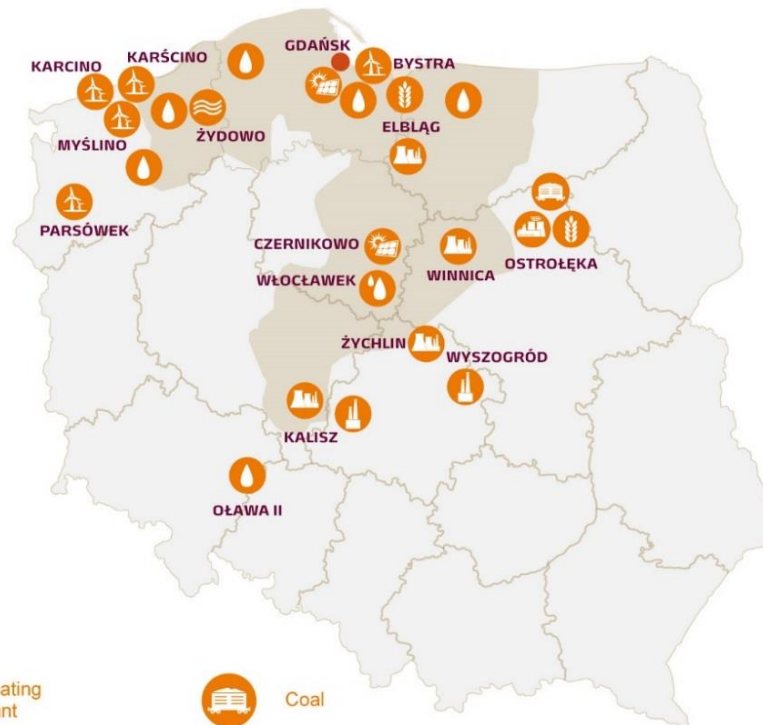 GDAŃSK
KARŚCINO
KARCINO
BYSTRA
ŻYDOWO
ELBLĄG
MYŚLINO
PARSÓWEK
CZERNIKOWO
WŁOCŁAWEK
WINNICA
OSTROŁĘKA
ŻYCHLIN
WYSZOGRÓD
KALISZ
OŁAWA II
Coal